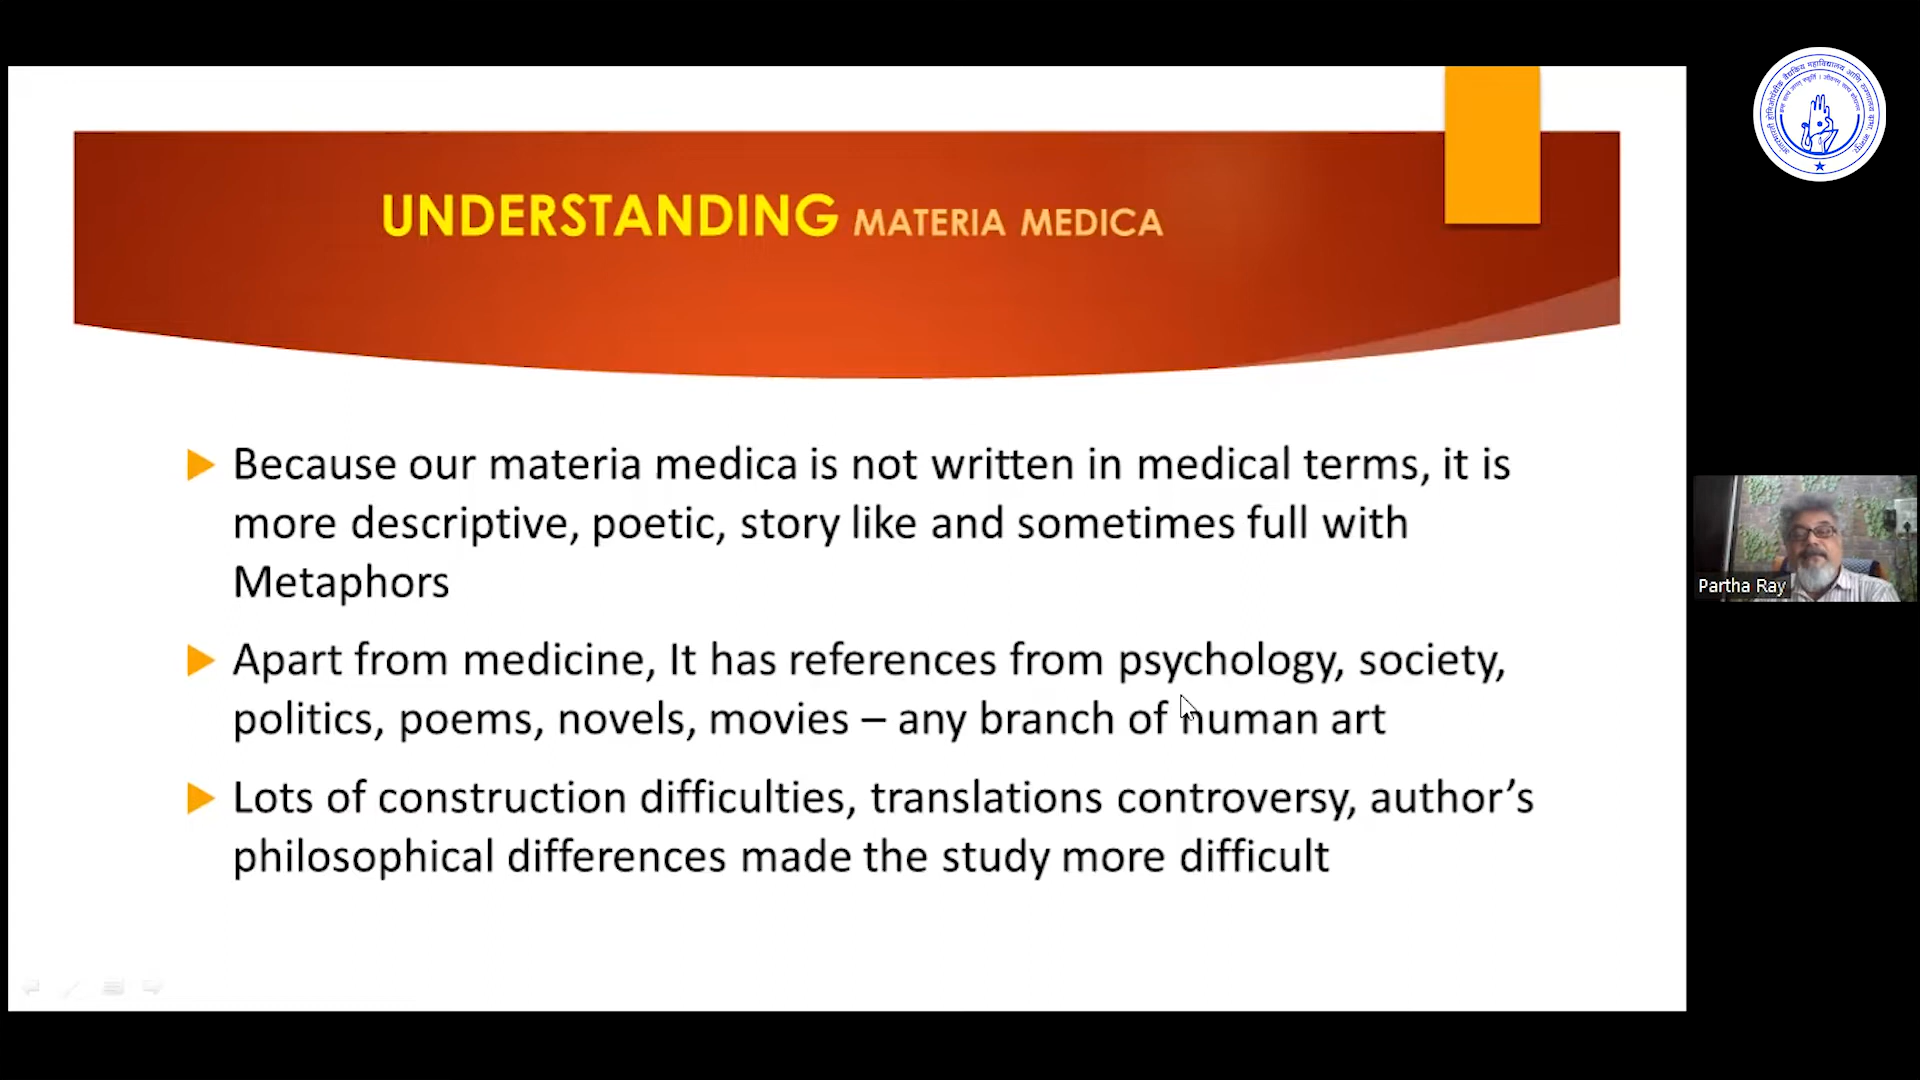 UNDERSTANDING MATERIA MEDICA
Because our materia medica is not written in medical terms, it is
more descriptive, poetic, story like and sometimes full with
Metaphors
Apart from medicine, It has references from psychology, society,
politics, poems, novels, movies – any branch of human art
Lots of construction difficulties, translations controversy, author’s
philosophical differences made the study more difficult
Partha Ray